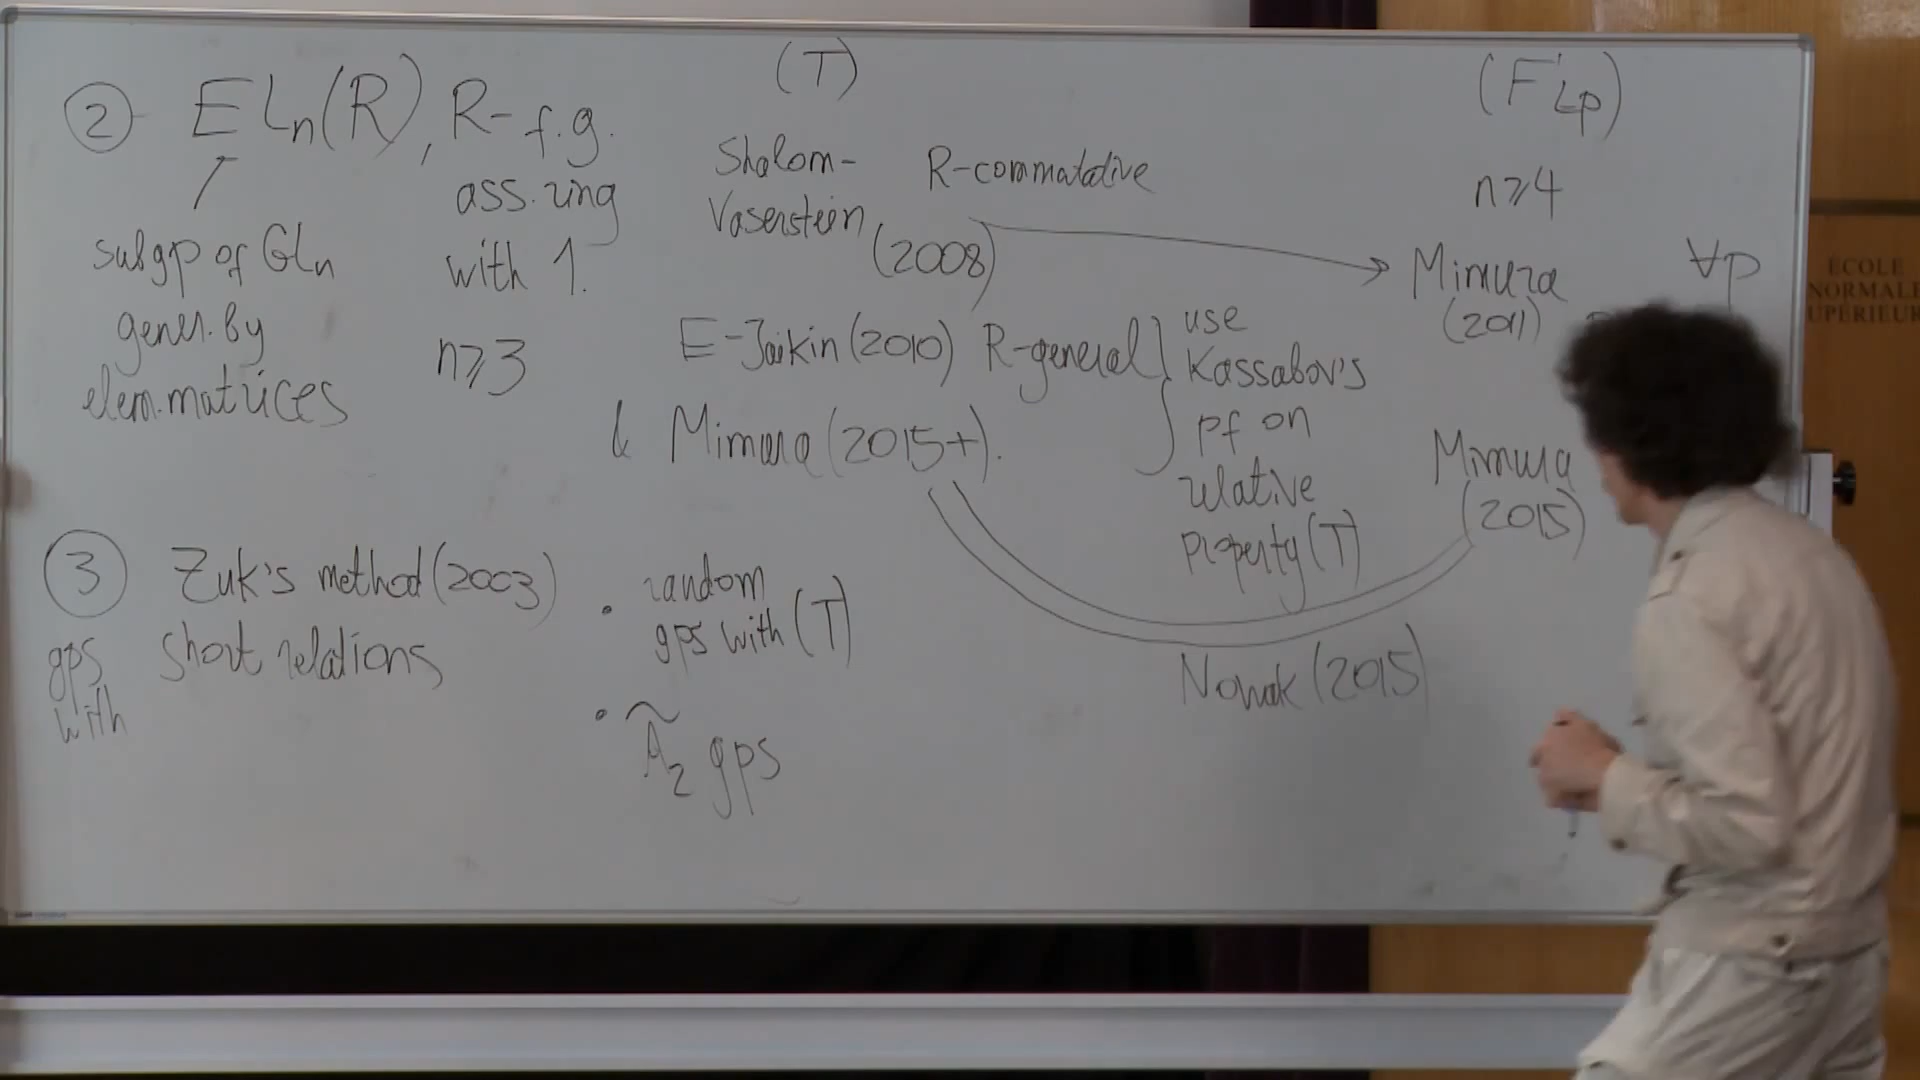 ② ELn(R), R-f.g.
ass. ring
with 1.
n≥3
↑
subgp of GLn
gener. by
elem. matrices
(T)
Shalom-
Vaserstein
(2008)
R-commutative
E-Jaikin (2010) R-general
& Mimura (2015+).
use
Kassabov's
pf on
relative
property (T)
(F_Lp)
n≥4
Mimura
(2011)
∀p
Mimura
(2015)
Nowak (2015)
③ Zuk's method (2003)
gps
with
short relations
• random
gps with (T)
• Ã2 gps
ÉCOLE
NORMALE